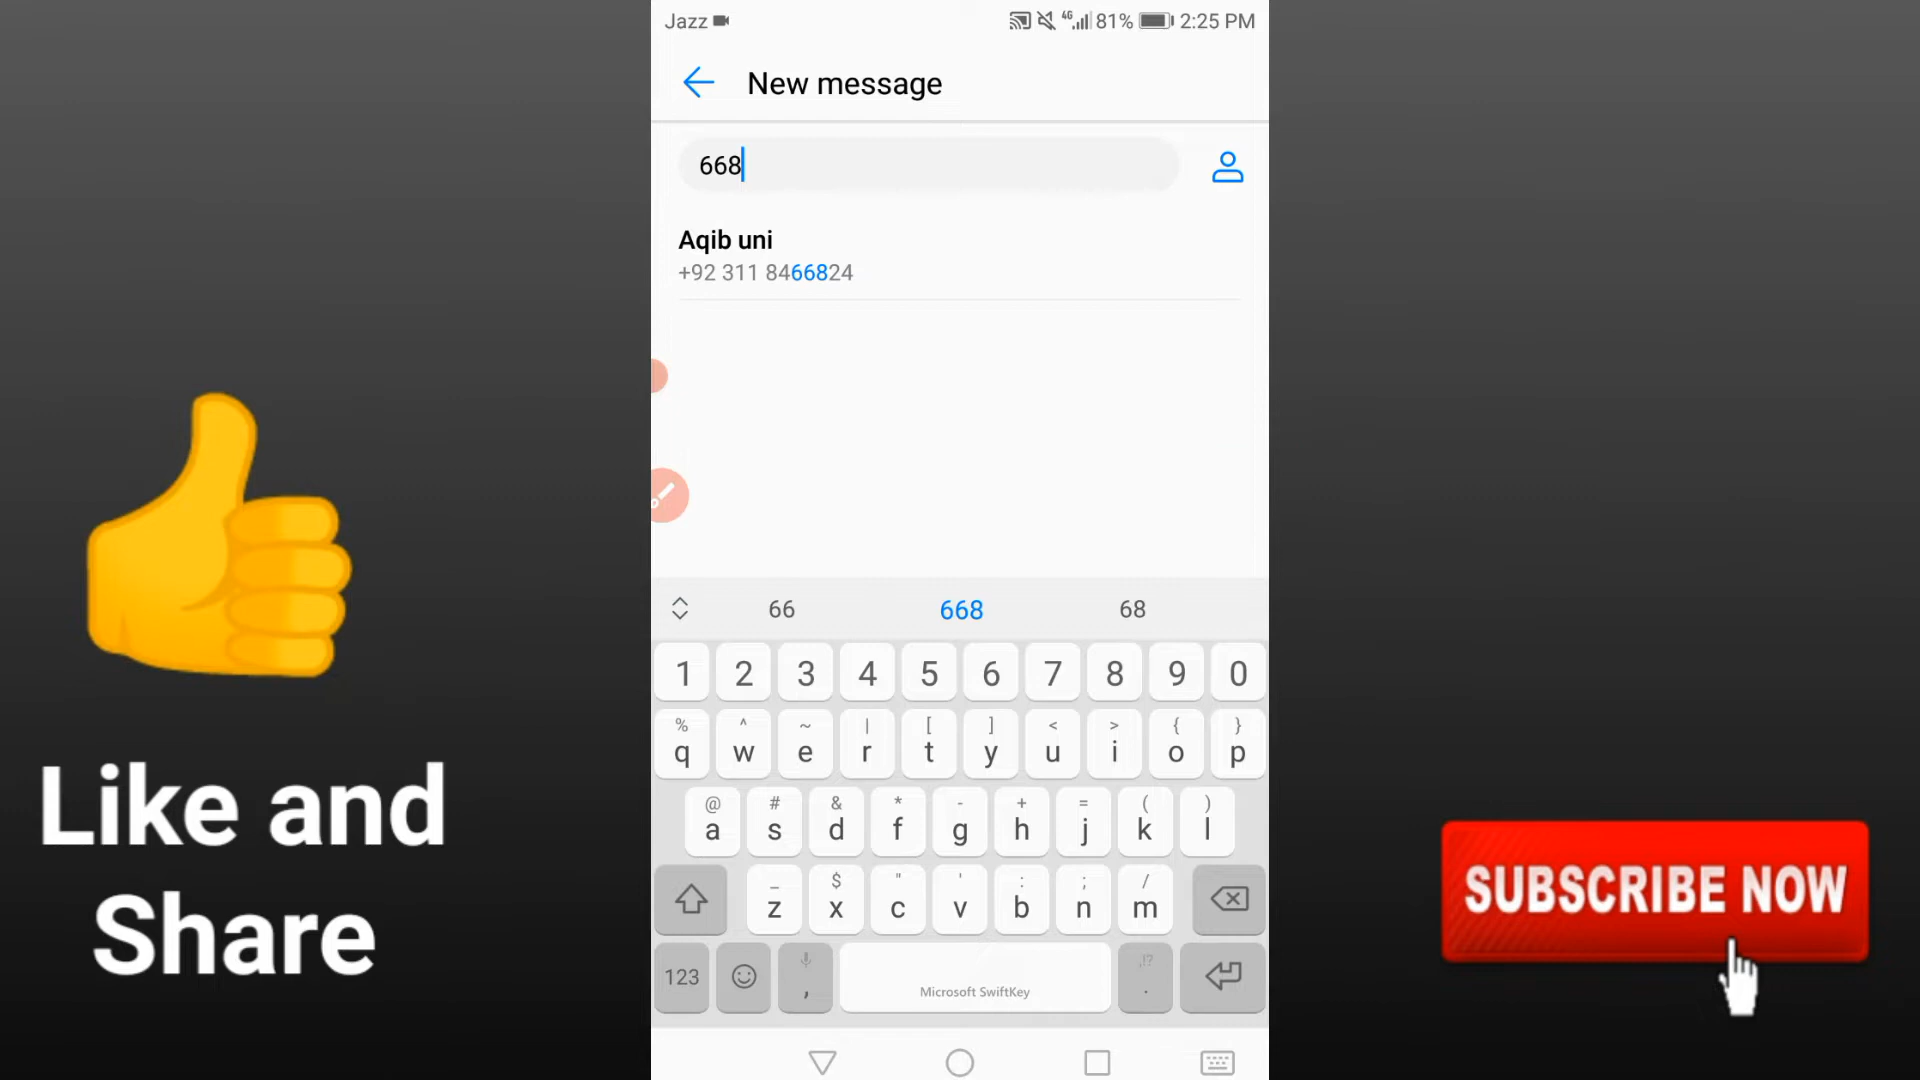 Jazz
4G
81%
2:25 PM
New message
668
Aqib uni
+92 311 8466824
66 668 68
1 2 3 4 5 6 7 8 9 0
% ^ ~ | [ ] < > { }
q w e r t y u i o p
@ # & * - + = ( )
a s d f g h j k l
_ $ " ' : ; /
z x c v b n m
,!?
123 , .
Microsoft SwiftKey
Like and
Share
SUBSCRIBE NOW